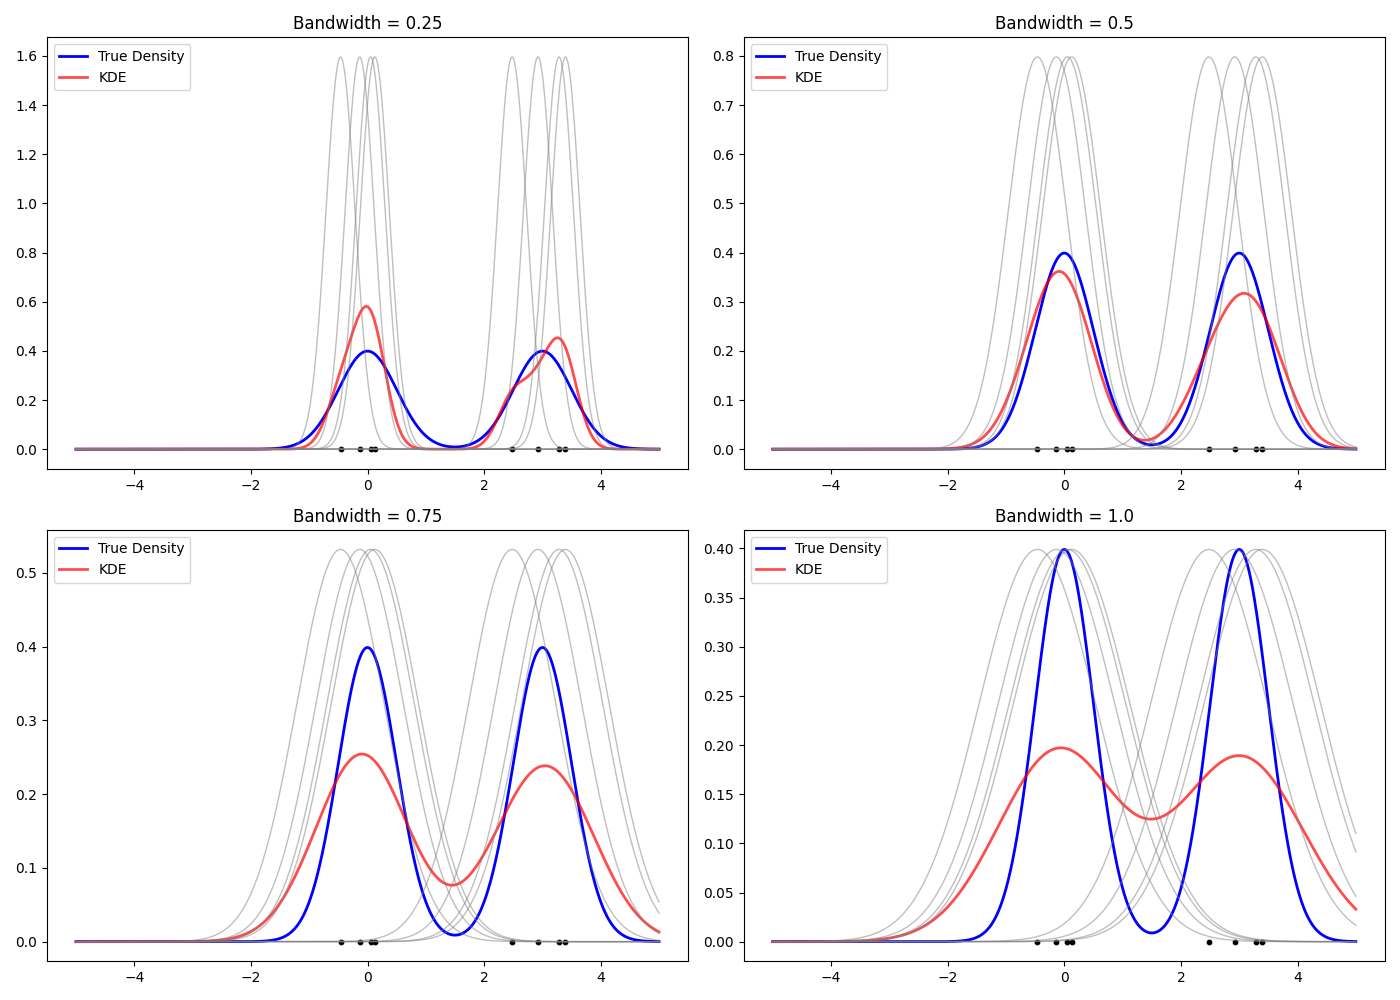 Bandwidth = 0.25
True Density
KDE
1.6
1.4
1.2
1.0
0.8
0.6
0.4
0.2
0.0
−4 −2 0 2 4
Bandwidth = 0.5
True Density
KDE
0.8
0.7
0.6
0.5
0.4
0.3
0.2
0.1
0.0
−4 −2 0 2 4
Bandwidth = 0.75
True Density
KDE
0.5
0.4
0.3
0.2
0.1
0.0
−4 −2 0 2 4
Bandwidth = 1.0
True Density
KDE
0.40
0.35
0.30
0.25
0.20
0.15
0.10
0.05
0.00
−4 −2 0 2 4